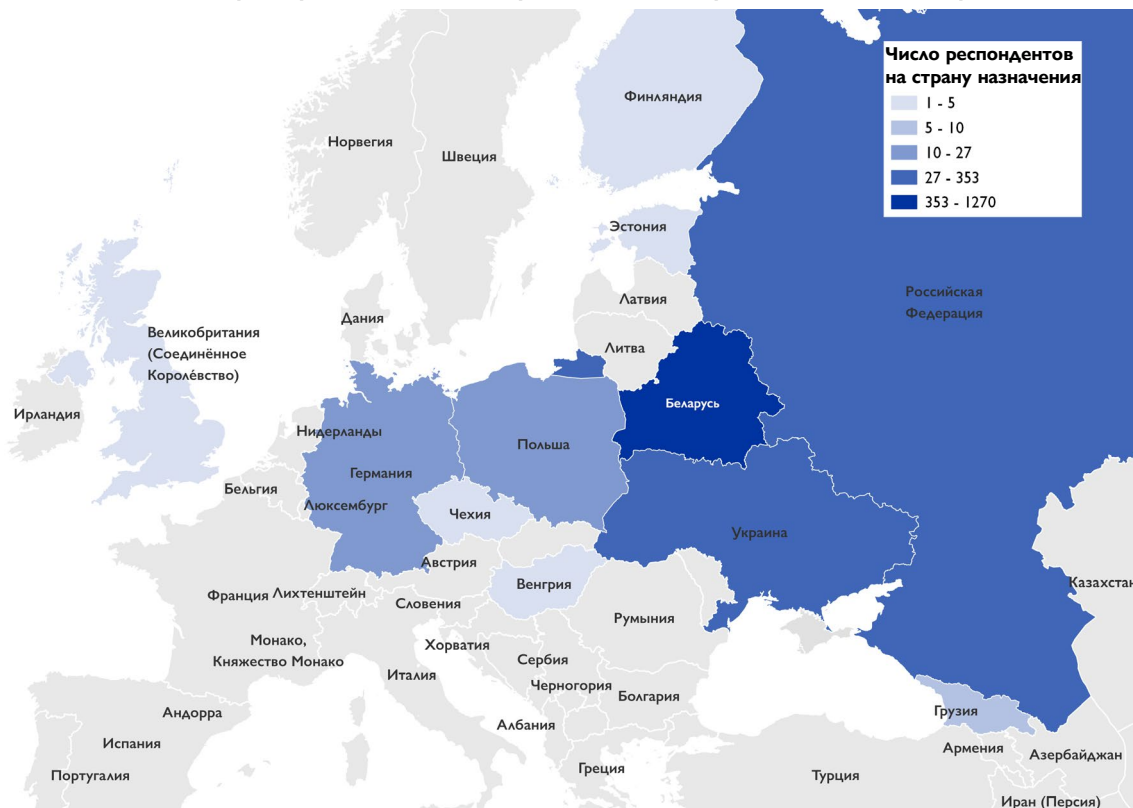 Число респондентов
на страну назначения
1 - 5
5 - 10
10 - 27
27 - 353
353 - 1270
Финляндия
Норвегия
Швеция
Эстония
Латвия
Российская
Федерация
Дания
Литва
Великобритания
(Соединённое
Короле́вство)
Беларусь
Ирландия
Нидерланды
Польша
Германия
Бельгия
Люксембург
Чехия
Украина
Австрия
Венгрия
Казахстан
Франция
Лихтенштейн
Словения
Румыния
Монако,
Княжество Монако
Хорватия
Сербия
Италия
Черногория
Болгария
Андорра
Грузия
Албания
Испания
Армения
Азербайджан
Португалия
Греция
Турция
Иран (Персия)